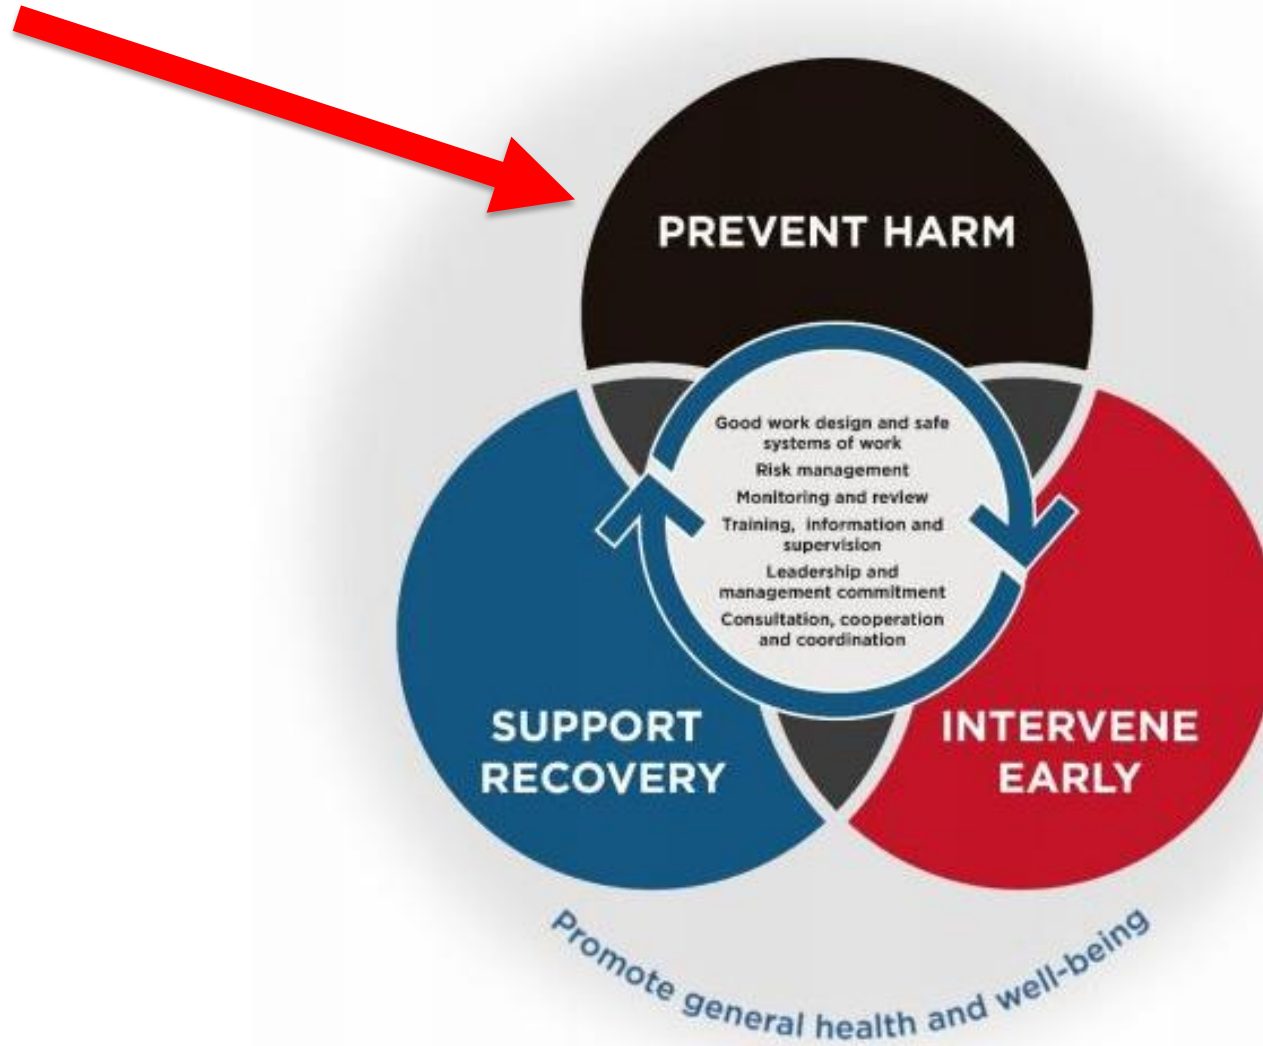 PREVENT HARM
Good work design and safe
systems of work
Risk management
Monitoring and review
Training, information and
supervision
Leadership and
management commitment
Consultation, cooperation
and coordination
SUPPORT
RECOVERY
INTERVENE
EARLY
Promote general health and well-being